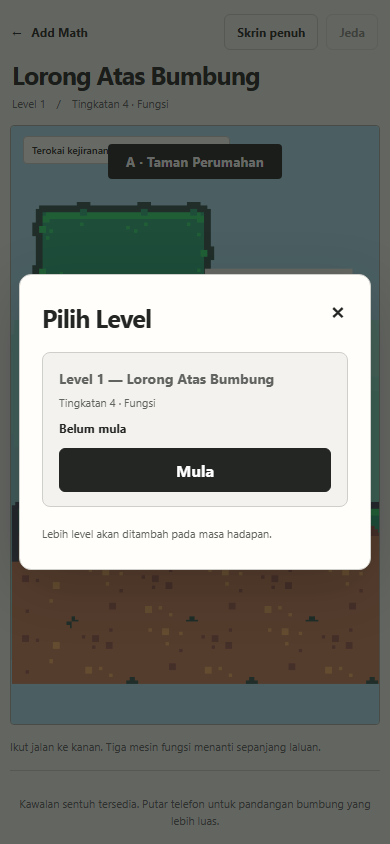 ← Add Math
Skrin penuh
Jeda
Lorong Atas Bumbung
Level 1 / Tingkatan 4 · Fungsi
Terokai kejiranan
A · Taman Perumahan
Pilih Level
✕
Level 1 — Lorong Atas Bumbung
Tingkatan 4 · Fungsi
Belum mula
Mula
Lebih level akan ditambah pada masa hadapan.
Ikut jalan ke kanan. Tiga mesin fungsi menanti sepanjang laluan.
Kawalan sentuh tersedia. Putar telefon untuk pandangan bumbung yang
lebih luas.